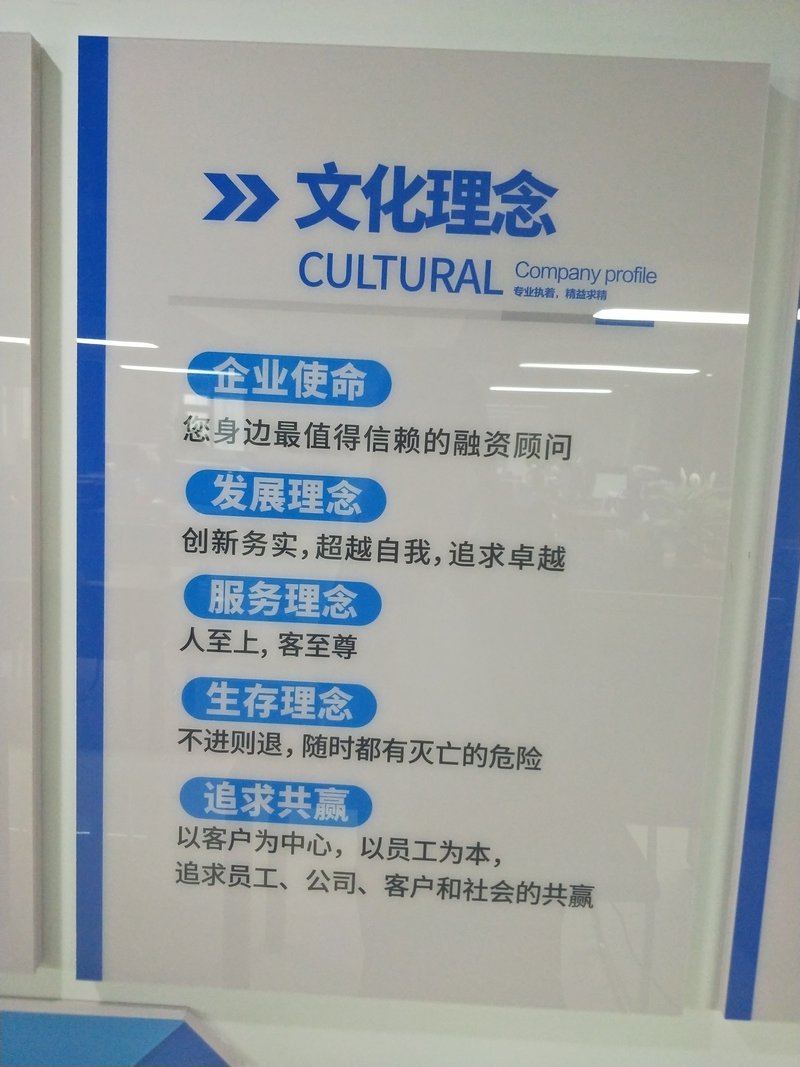 文化理念
CULTURAL
Company profile
专业执着，精益求精
企业使命
您身边最值得信赖的融资顾问
发展理念
创新务实，超越自我，追求卓越
服务理念
人至上，客至尊
生存理念
不进则退，随时都有灭亡的危险
追求共赢
以客户为中心，以员工为本，
追求员工、公司、客户和社会的共赢